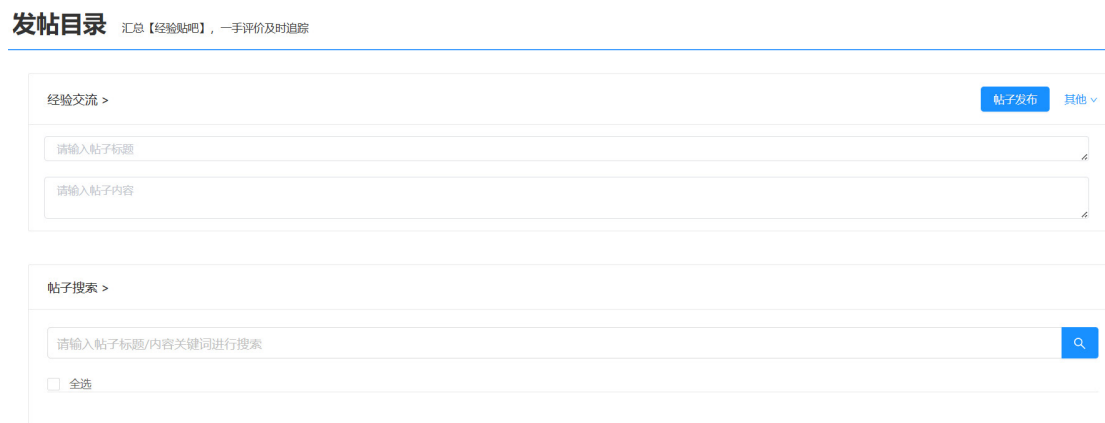 发帖目录 汇总【经验贴吧】，一手评价及时追踪
经验交流 > 帖子发布 其他
请输入帖子标题
请输入帖子内容
帖子搜索 >
请输入帖子标题/内容关键词进行搜索
全选